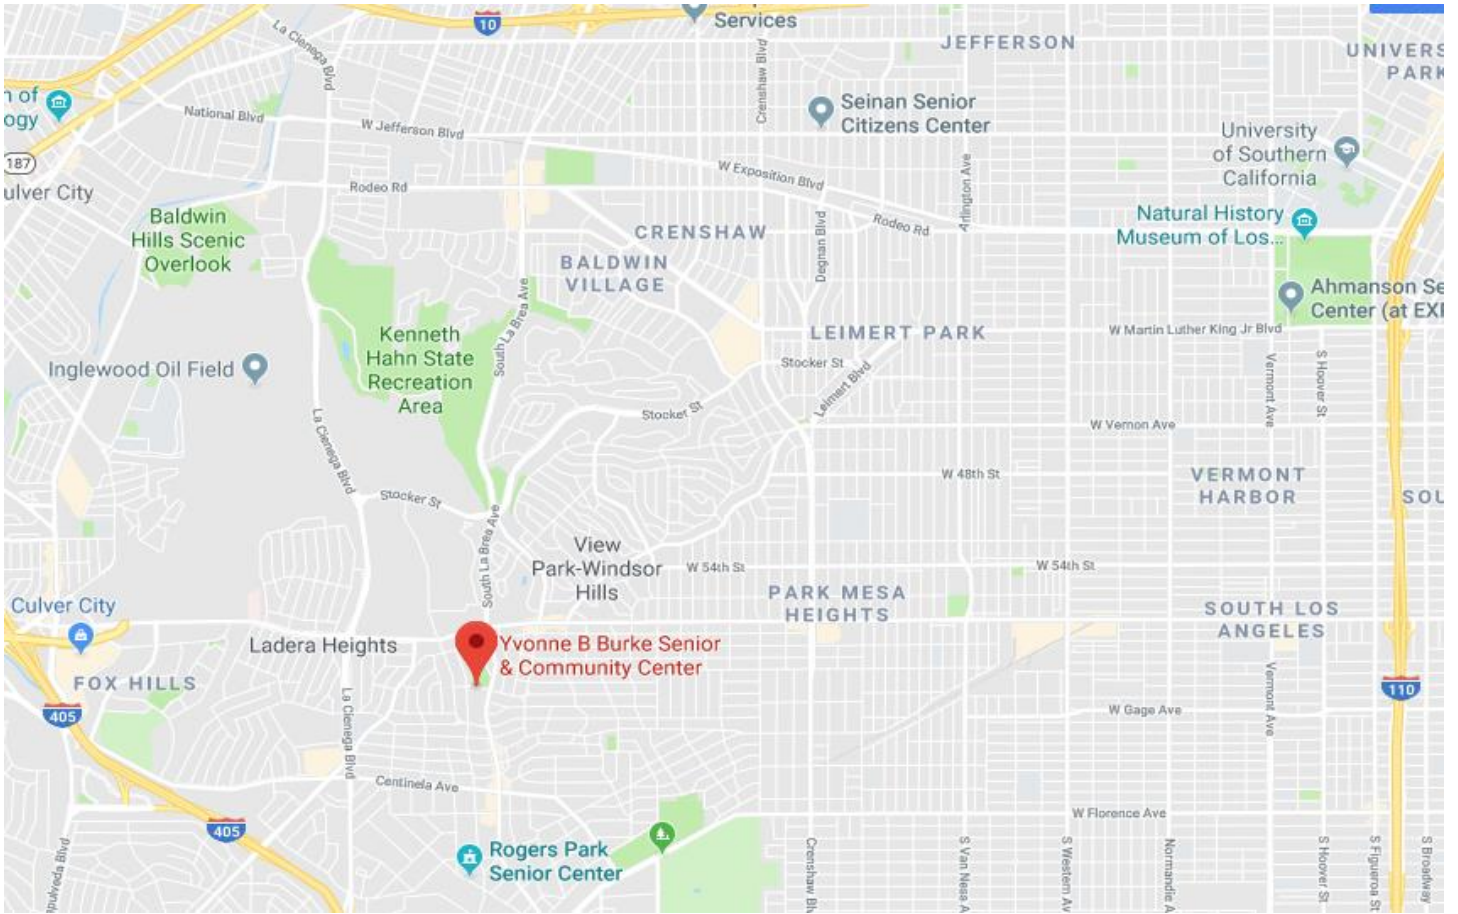 10
Services
La Cienega Blvd
Crenshaw Blvd
JEFFERSON
UNIVERS
PARK
n of
ogy
National Blvd
W Jefferson Blvd
Seinan Senior
Citizens Center
University
of Southern
California
187
ulver City
Rodeo Rd
W Exposition Blvd
Arlington Ave
Baldwin
Hills Scenic
Overlook
CRENSHAW
Degnan Blvd
Rodeo Rd
Natural History
Museum of Los...
BALDWIN
VILLAGE
Ahmanson Se
Center (at EXP
South La Brea Ave
Kenneth
Hahn State
Recreation
Area
LEIMERT PARK
W Martin Luther King Jr Blvd
Inglewood Oil Field
Stocker St
Leimert Blvd
Vermont Ave
S Hoover St
Stocker St
La Cienega Blvd
W Vernon Ave
W 48th St
VERMONT
HARBOR
SOU
Stocker St
South La Brea Ave
View
Park-Windsor
Hills
W 54th St
W 54th St
PARK MESA
HEIGHTS
Culver City
SOUTH LOS
ANGELES
Ladera Heights
Yvonne B Burke Senior
& Community Center
FOX HILLS
405
La Cienega Blvd
Vermont Ave
110
W Gage Ave
Centinela Ave
W Florence Ave
405
Rogers Park
Senior Center
pulveda Blvd
Crenshaw Blv
S Van Ness A
S Western Av
Normandie A
S Hoover St
S Figueroa St
S Broadway